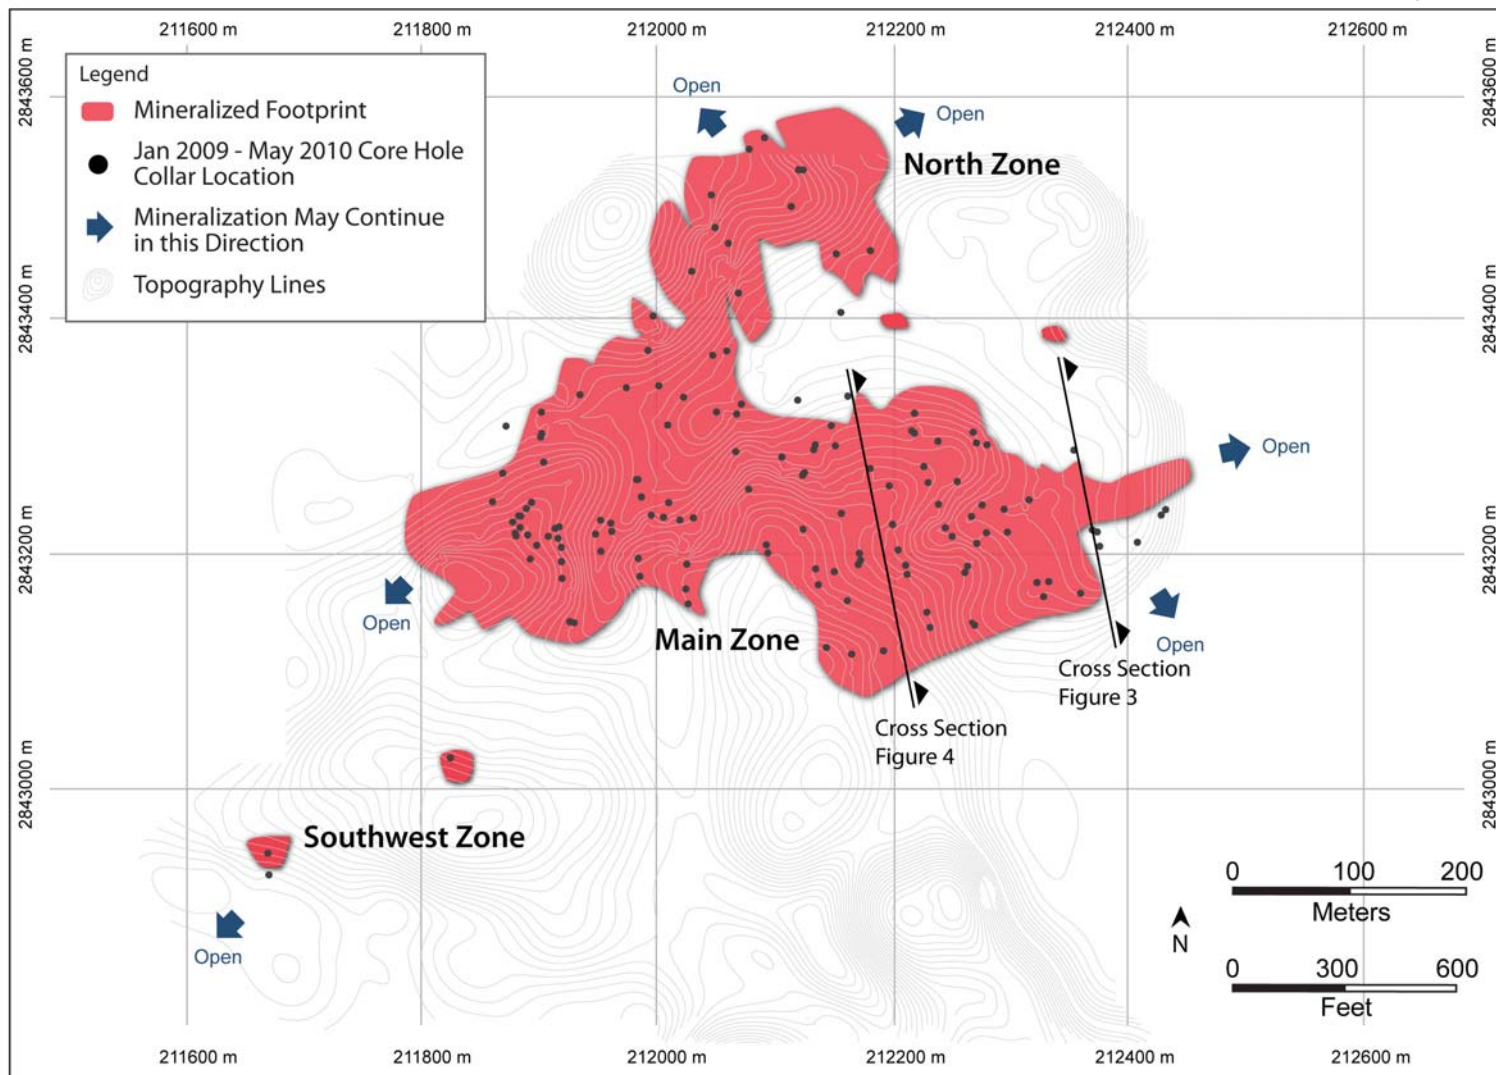 211600 m
211800 m
212000 m
212200 m
212400 m
212600 m
2843600 m
2843600 m
Legend
Mineralized Footprint
Jan 2009 - May 2010 Core Hole
Collar Location
Mineralization May Continue
in this Direction
Topography Lines
Open
Open
North Zone
2843400 m
2843400 m
Open
2843200 m
2843200 m
Open
Main Zone
Open
Cross Section
Figure 3
Cross Section
Figure 4
2843000 m
2843000 m
Southwest Zone
Open
0 100 200
Meters
N
0 300 600
Feet
211600 m
211800 m
212000 m
212200 m
212400 m
212600 m